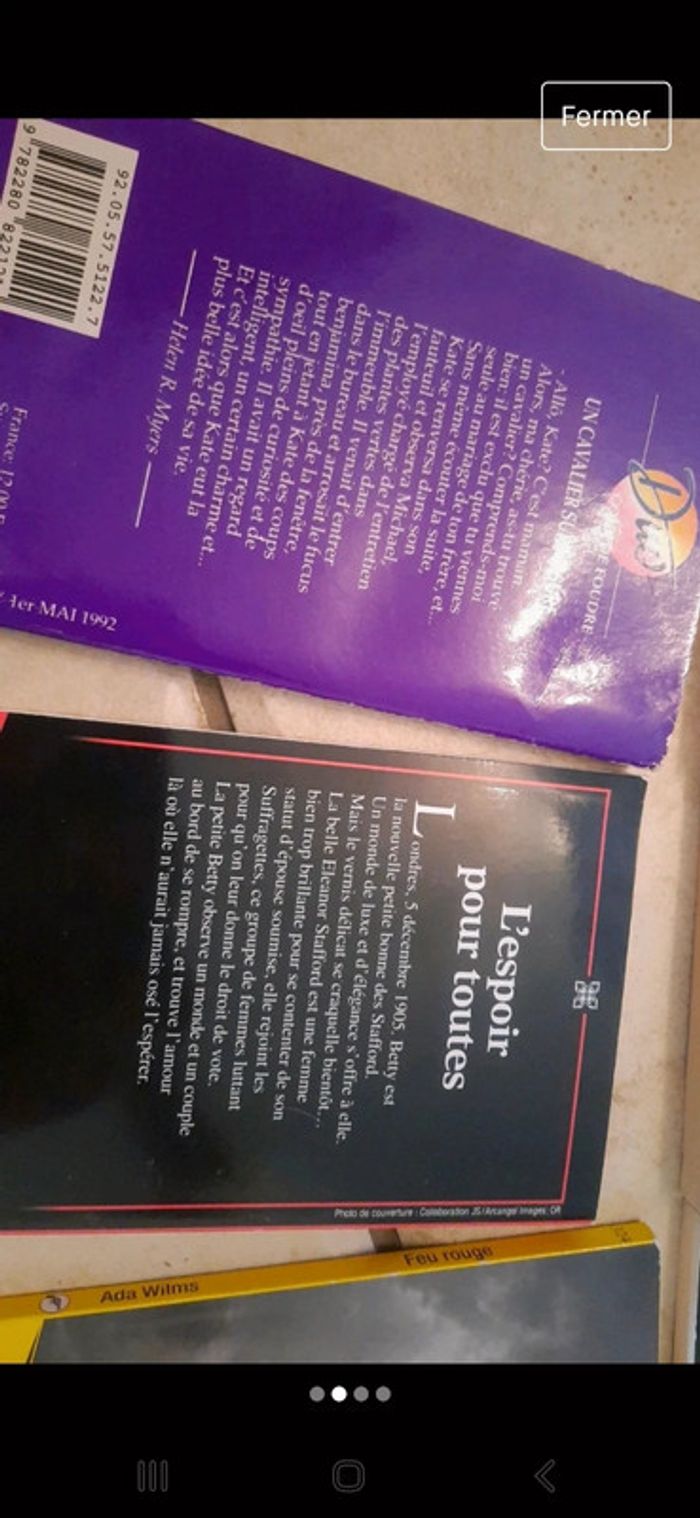 Fermer
Duo
UN CAVALIER
FOUDRE
- Allô, Kate? C'est maman.
Alors, ma chérie, as-tu trouvé
un cavalier? Comprends-moi
bien: il est exclu que tu viennes
seule au mariage de ton frère, et...
Sans même écouter la suite,
Kate se renversa dans son
fauteuil et observa Michael,
l'employé chargé de l'entretien
des plantes vertes dans
l'immeuble. Il venait d'entrer
dans le bureau et arrosait le ficus
benjamina, près de la fenêtre,
tout en jetant à Kate des coups
d'oeil pleins de curiosité et de
sympathie. Il avait un regard
intelligent, un certain charme et...
Et c'est alors que Kate eut la
plus belle idée de sa vie.
Helen R. Myers
92.05.57.5122.7
9 782280 82212
France: 12,00 F
1er MAI 1992
L'espoir
pour toutes
Londres, 5 décembre 1905. Betty est
la nouvelle petite bonne des Stafford.
Un monde de luxe et d'élégance s'offre à elle.
Mais le vernis délicat se craquelle bientôt...
La belle Eleanor Stafford est une femme
bien trop brillante pour se contenter de son
statut d'épouse soumise, elle rejoint les
Suffragettes, ce groupe de femmes luttant
pour qu'on leur donne le droit de vote.
La petite Betty observe un monde et un couple
au bord de se rompre, et trouve l'amour
là où elle n'aurait jamais osé l'espérer.
Photo de couverture : Collaboration JS / Arcangel Images, DR
Ada Wilms
Feu rouge